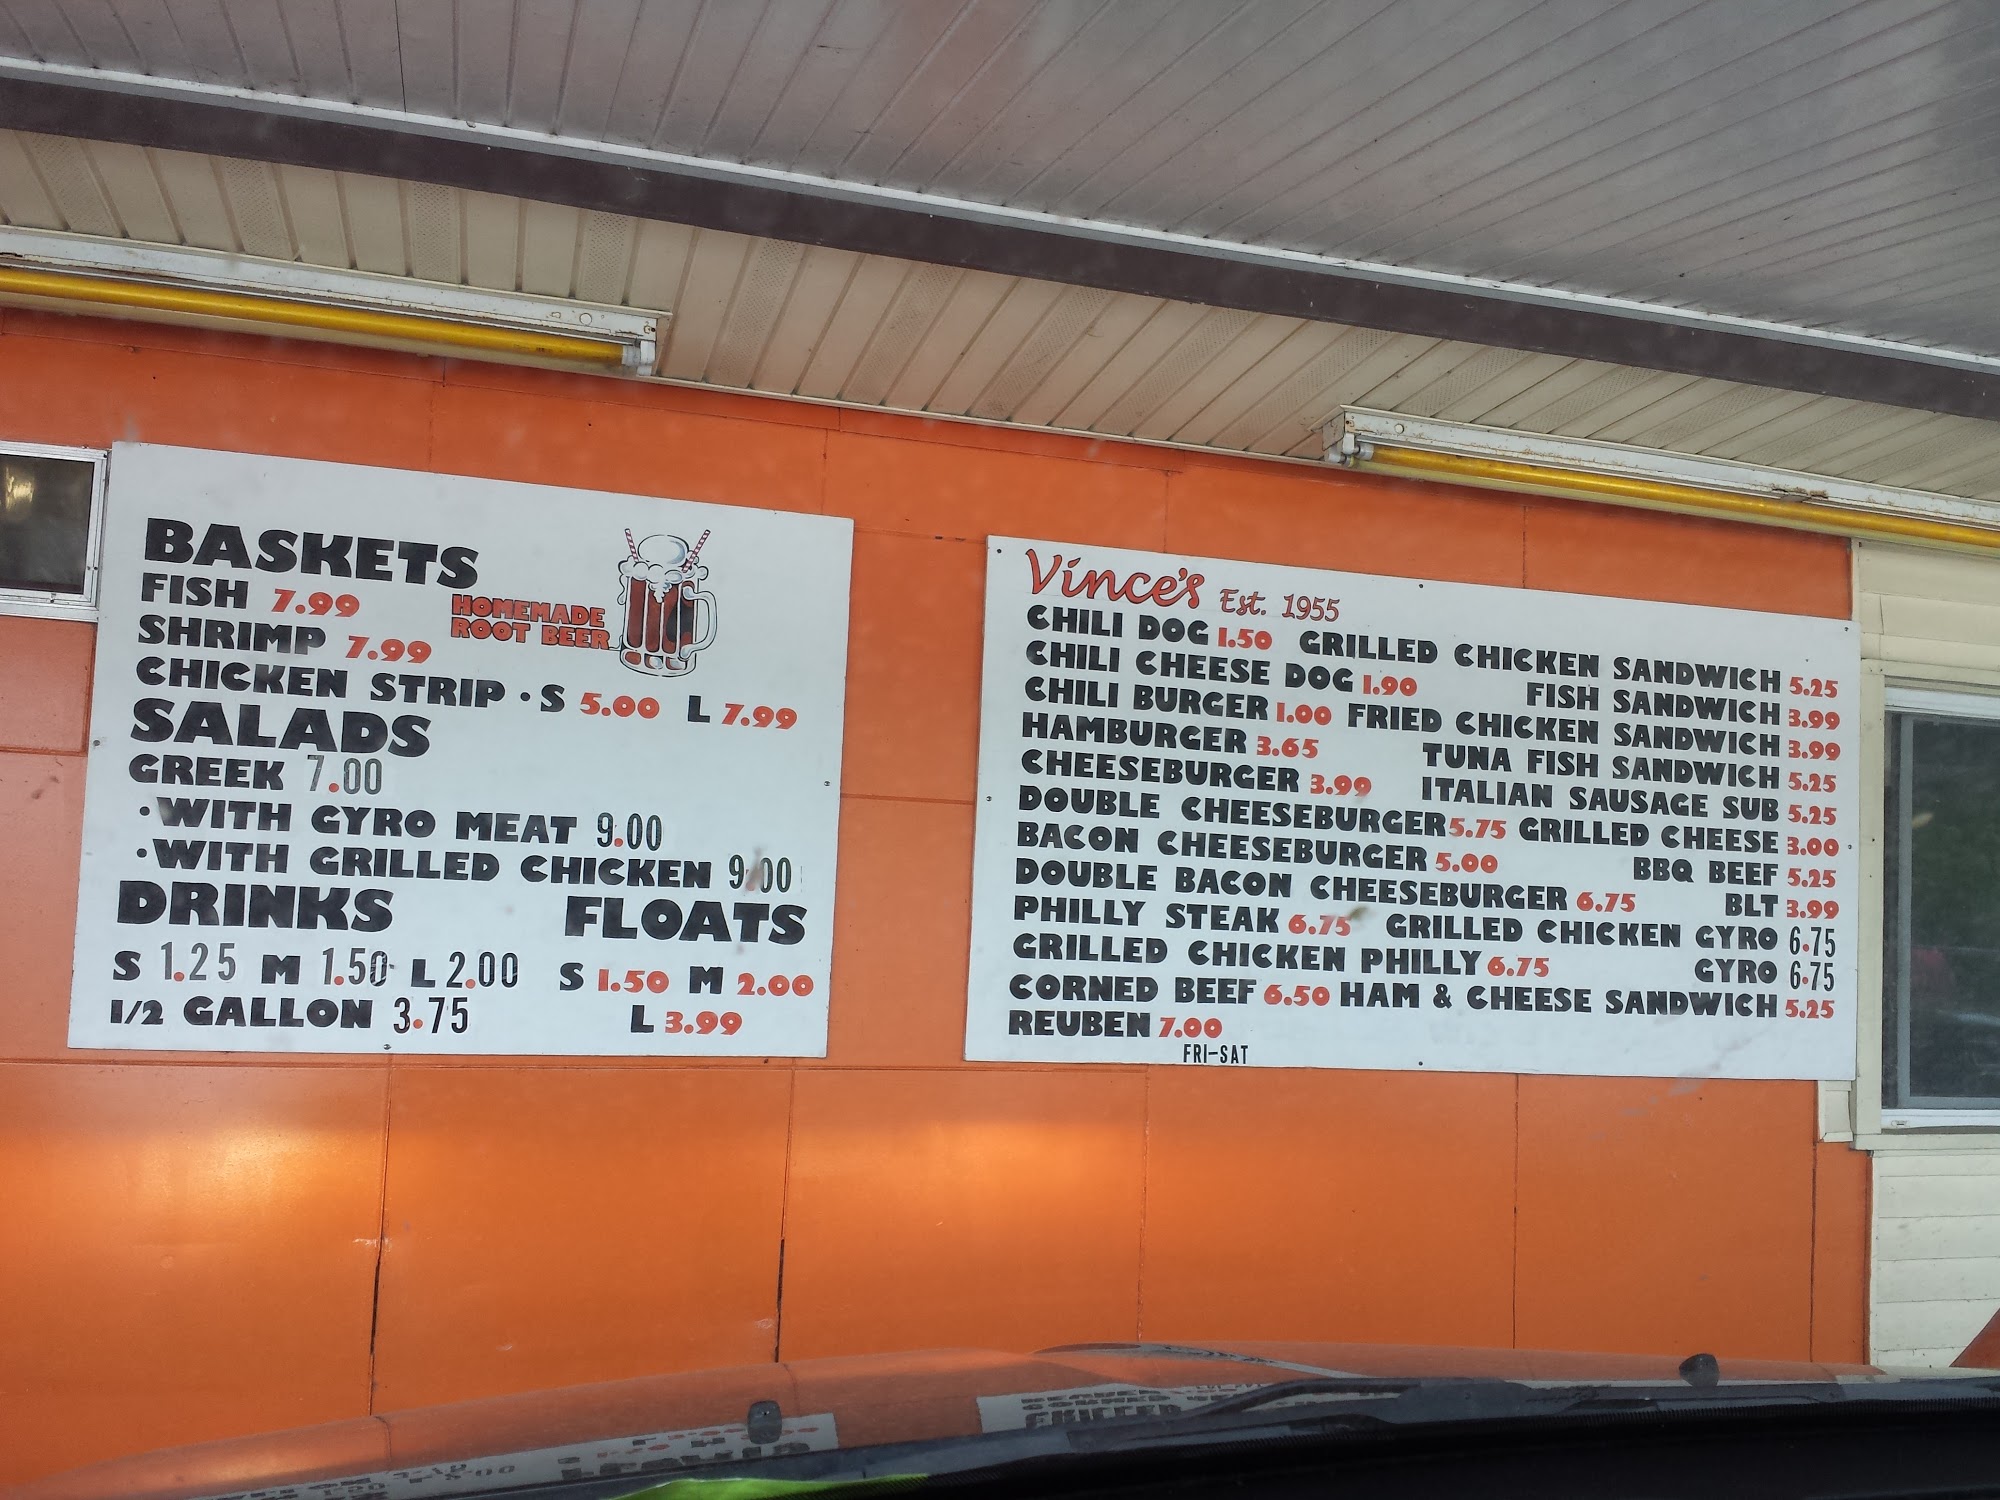 BASKETS
FISH 7.99
SHRIMP 7.99
HOMEMADE
ROOT BEER
CHICKEN STRIP · S 5.00 L 7.99
SALADS
GREEK 7.00
· WITH GYRO MEAT 9.00
· WITH GRILLED CHICKEN 9.00
DRINKS FLOATS
S 1.25 M 1.50 L 2.00 S 1.50 M 2.00
1/2 GALLON 3.75 L 3.99
Vince's Est. 1955
CHILI DOG 1.50 GRILLED CHICKEN SANDWICH 5.25
CHILI CHEESE DOG 1.90 FISH SANDWICH 3.99
CHILI BURGER 1.00 FRIED CHICKEN SANDWICH 3.99
HAMBURGER 3.65 TUNA FISH SANDWICH 5.25
CHEESEBURGER 3.99 ITALIAN SAUSAGE SUB 5.25
DOUBLE CHEESEBURGER 5.75 GRILLED CHEESE 3.00
BACON CHEESEBURGER 5.00 BBQ BEEF 5.25
DOUBLE BACON CHEESEBURGER 6.75 BLT 3.99
PHILLY STEAK 6.75 GRILLED CHICKEN GYRO 6.75
GRILLED CHICKEN PHILLY 6.75 GYRO 6.75
CORNED BEEF 6.50 HAM & CHEESE SANDWICH 5.25
REUBEN 7.00
FRI-SAT